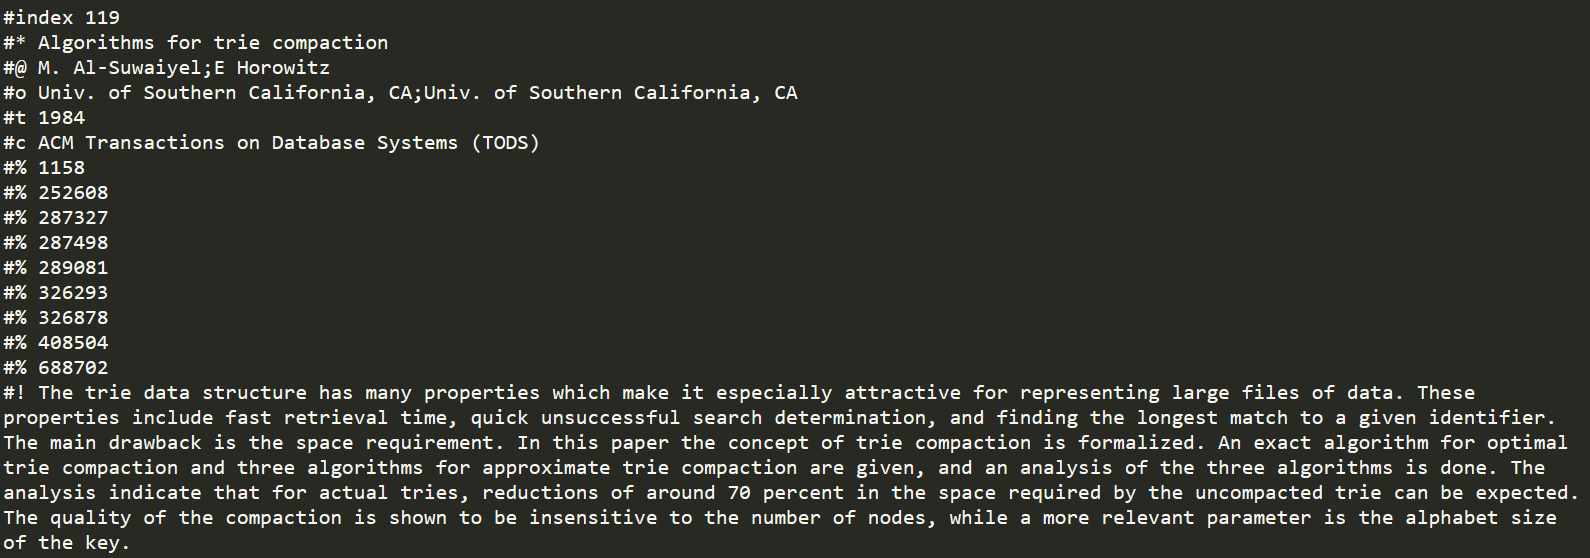 #index 119
#* Algorithms for trie compaction
#@ M. Al-Suwaiyel;E Horowitz
#o Univ. of Southern California, CA;Univ. of Southern California, CA
#t 1984
#c ACM Transactions on Database Systems (TODS)
#% 1158
#% 252608
#% 287327
#% 287498
#% 289081
#% 326293
#% 326878
#% 408504
#% 688702
#! The trie data structure has many properties which make it especially attractive for representing large files of data. These
properties include fast retrieval time, quick unsuccessful search determination, and finding the longest match to a given identifier.
The main drawback is the space requirement. In this paper the concept of trie compaction is formalized. An exact algorithm for optimal
trie compaction and three algorithms for approximate trie compaction are given, and an analysis of the three algorithms is done. The
analysis indicate that for actual tries, reductions of around 70 percent in the space required by the uncompacted trie can be expected.
The quality of the compaction is shown to be insensitive to the number of nodes, while a more relevant parameter is the alphabet size
of the key.